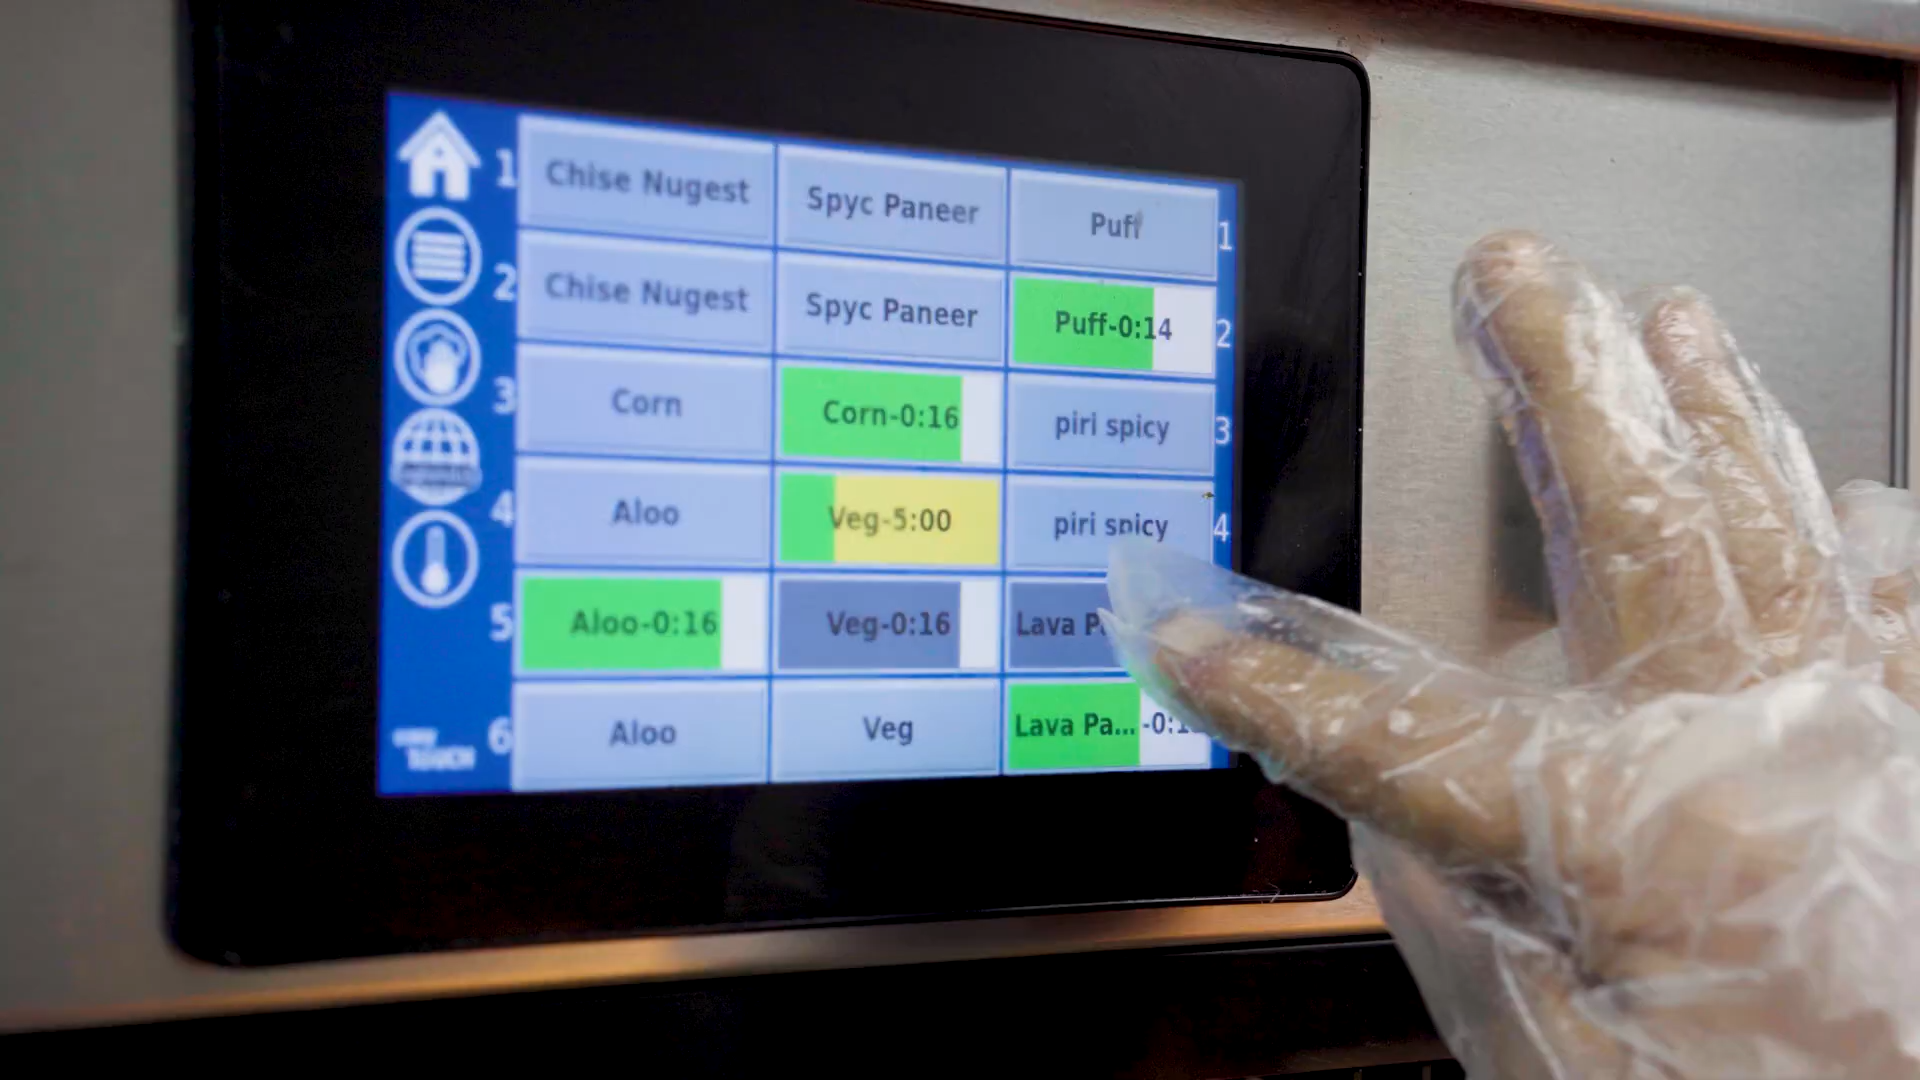 1 Chise Nugest Spyc Paneer Puff 1
2 Chise Nugest Spyc Paneer Puff-0:14 2
3 Corn Corn-0:16 piri spicy 3
4 Aloo Veg-5:00 piri spicy 4
5 Aloo-0:16 Veg-0:16 Lava
6 Aloo Veg Lava Pa...
TOUCH